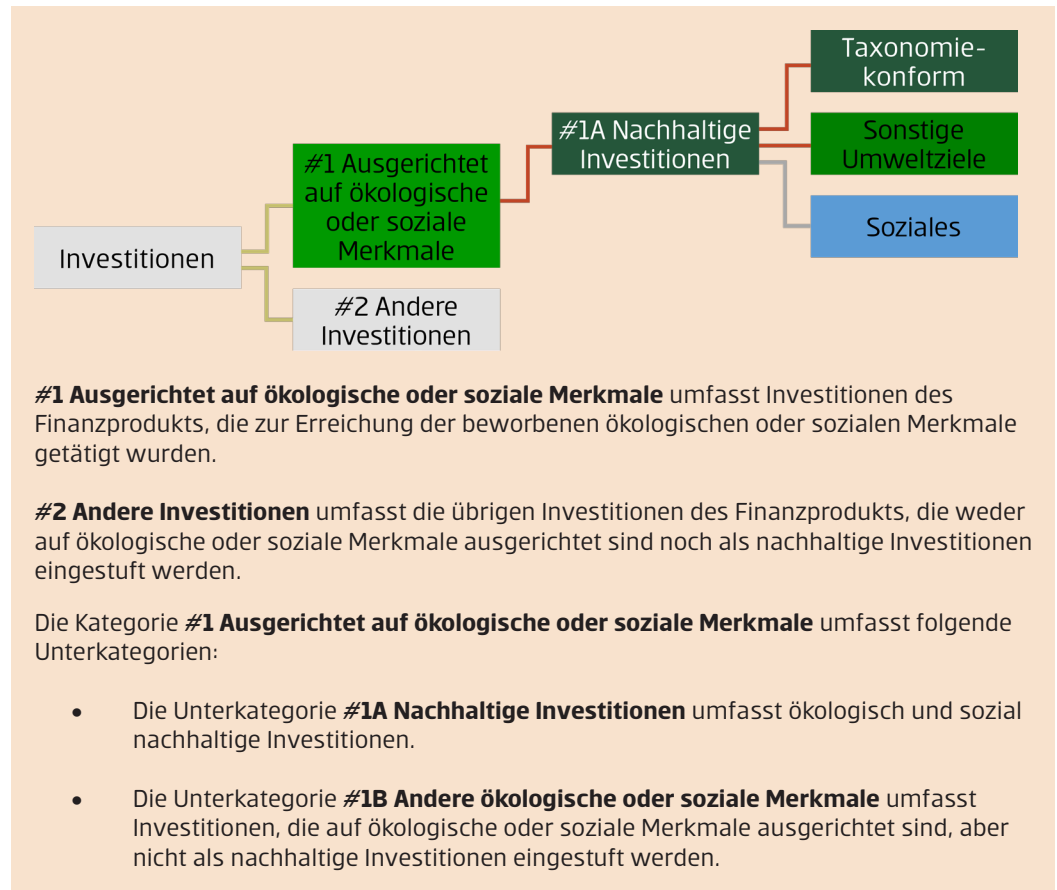 Taxonomie-
konform
#1A Nachhaltige
Investitionen
Sonstige
Umweltziele
#1 Ausgerichtet
auf ökologische
oder soziale
Merkmale
Soziales
Investitionen
#2 Andere
Investitionen
#1 Ausgerichtet auf ökologische oder soziale Merkmale umfasst Investitionen des
Finanzprodukts, die zur Erreichung der beworbenen ökologischen oder sozialen Merkmale
getätigt wurden.
#2 Andere Investitionen umfasst die übrigen Investitionen des Finanzprodukts, die weder
auf ökologische oder soziale Merkmale ausgerichtet sind noch als nachhaltige Investitionen
eingestuft werden.
Die Kategorie #1 Ausgerichtet auf ökologische oder soziale Merkmale umfasst folgende
Unterkategorien:
• Die Unterkategorie #1A Nachhaltige Investitionen umfasst ökologisch und sozial
nachhaltige Investitionen.
• Die Unterkategorie #1B Andere ökologische oder soziale Merkmale umfasst
Investitionen, die auf ökologische oder soziale Merkmale ausgerichtet sind, aber
nicht als nachhaltige Investitionen eingestuft werden.